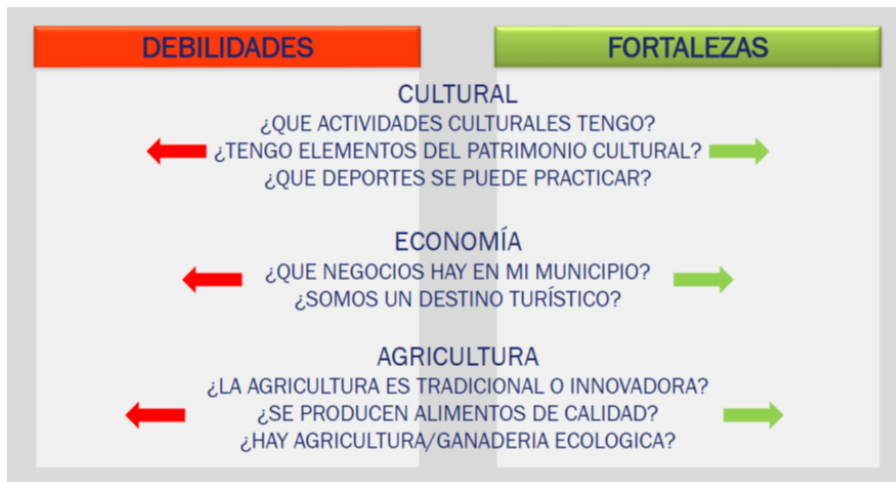 DEBILIDADES
FORTALEZAS
CULTURAL
¿QUE ACTIVIDADES CULTURALES TENGO?
¿TENGO ELEMENTOS DEL PATRIMONIO CULTURAL?
¿QUE DEPORTES SE PUEDE PRACTICAR?
ECONOMÍA
¿QUE NEGOCIOS HAY EN MI MUNICIPIO?
¿SOMOS UN DESTINO TURÍSTICO?
AGRICULTURA
¿LA AGRICULTURA ES TRADICIONAL O INNOVADORA?
¿SE PRODUCEN ALIMENTOS DE CALIDAD?
¿HAY AGRICULTURA/GANADERIA ECOLOGICA?